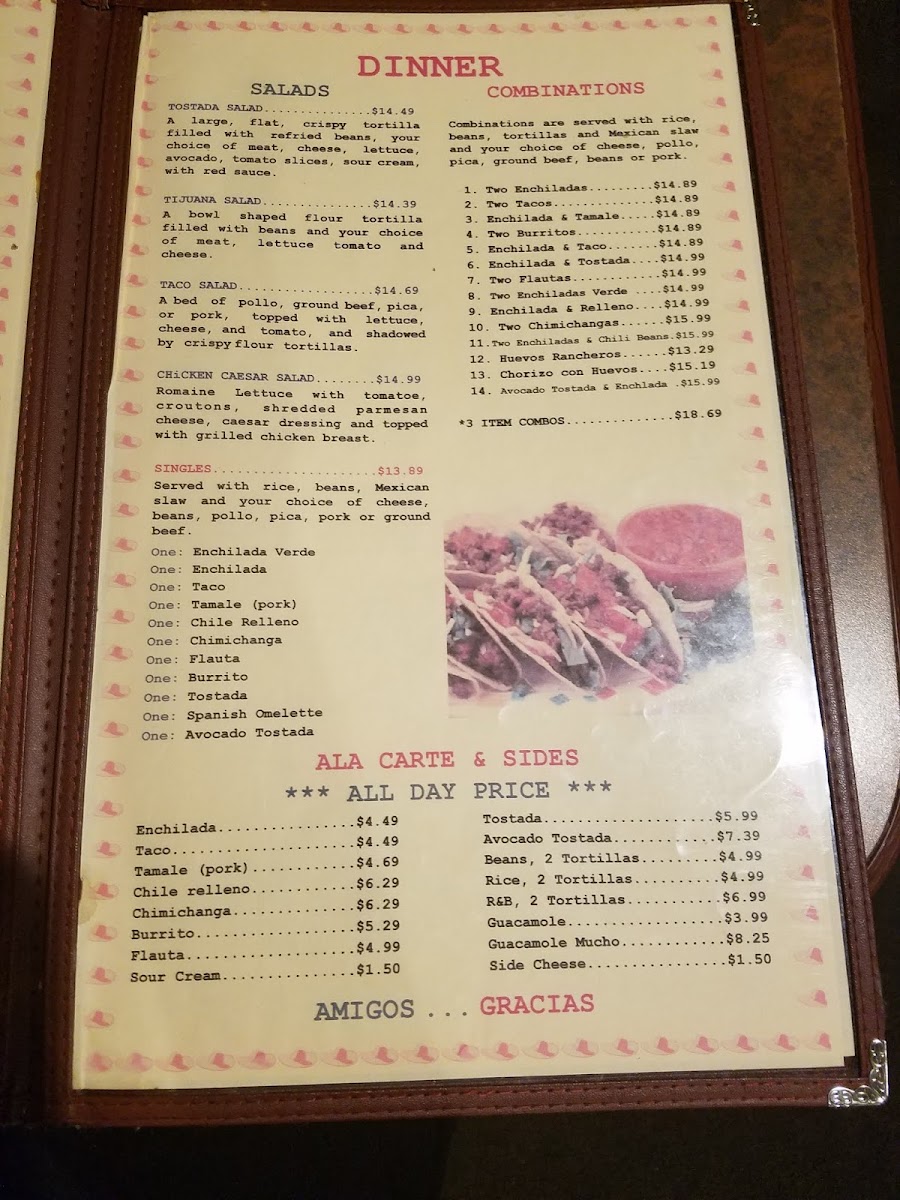 DINNER
SALADS
TOSTADA SALAD...............$14.49
A large, flat, crispy tortilla
filled with refried beans, your
choice of meat, cheese, lettuce,
avocado, tomato slices, sour cream,
with red sauce.
TIJUANA SALAD...............$14.39
A bowl shaped flour tortilla
filled with beans and your choice
of meat, lettuce tomato and
cheese.
TACO SALAD..................$14.69
A bed of pollo, ground beef, pica,
or pork, topped with lettuce,
cheese, and tomato, and shadowed
by crispy flour tortillas.
CHiCKEN CAESAR SALAD........$14.99
Romaine Lettuce with tomatoe,
croutons, shredded parmesan
cheese, caesar dressing and topped
with grilled chicken breast.
SINGLES.....................$13.89
Served with rice, beans, Mexican
slaw and your choice of cheese,
beans, pollo, pica, pork or ground
beef.
One: Enchilada Verde
One: Enchilada
One: Taco
One: Tamale (pork)
One: Chile Relleno
One: Chimichanga
One: Flauta
One: Burrito
One: Tostada
One: Spanish Omelette
One: Avocado Tostada
COMBINATIONS
Combinations are served with rice,
beans, tortillas and Mexican slaw
and your choice of cheese, pollo,
pica, ground beef, beans or pork.
1. Two Enchiladas.........$14.89
2. Two Tacos..............$14.89
3. Enchilada & Tamale.....$14.89
4. Two Burritos...........$14.89
5. Enchilada & Taco.......$14.89
6. Enchilada & Tostada....$14.99
7. Two Flautas............$14.99
8. Two Enchiladas Verde ....$14.99
9. Enchilada & Relleno....$14.99
10. Two Chimichangas......$15.99
11.Two Enchiladas & Chili Beans.$15.99
12. Huevos Rancheros......$13.29
13. Chorizo con Huevos....$15.19
14. Avocado Tostada & Enchlada .$15.99
*3 ITEM COMBOS..............$18.69
ALA CARTE & SIDES
*** ALL DAY PRICE ***
Enchilada..................$4.49
Taco.......................$4.49
Tamale (pork)..............$4.69
Chile relleno..............$6.29
Chimichanga................$6.29
Burrito....................$5.29
Flauta.....................$4.99
Sour Cream.................$1.50
Tostada....................$5.99
Avocado Tostada............$7.39
Beans, 2 Tortillas.........$4.99
Rice, 2 Tortillas..........$4.99
R&B, 2 Tortillas...........$6.99
Guacamole..................$3.99
Guacamole Mucho............$8.25
Side Cheese................$1.50
AMIGOS ... GRACIAS